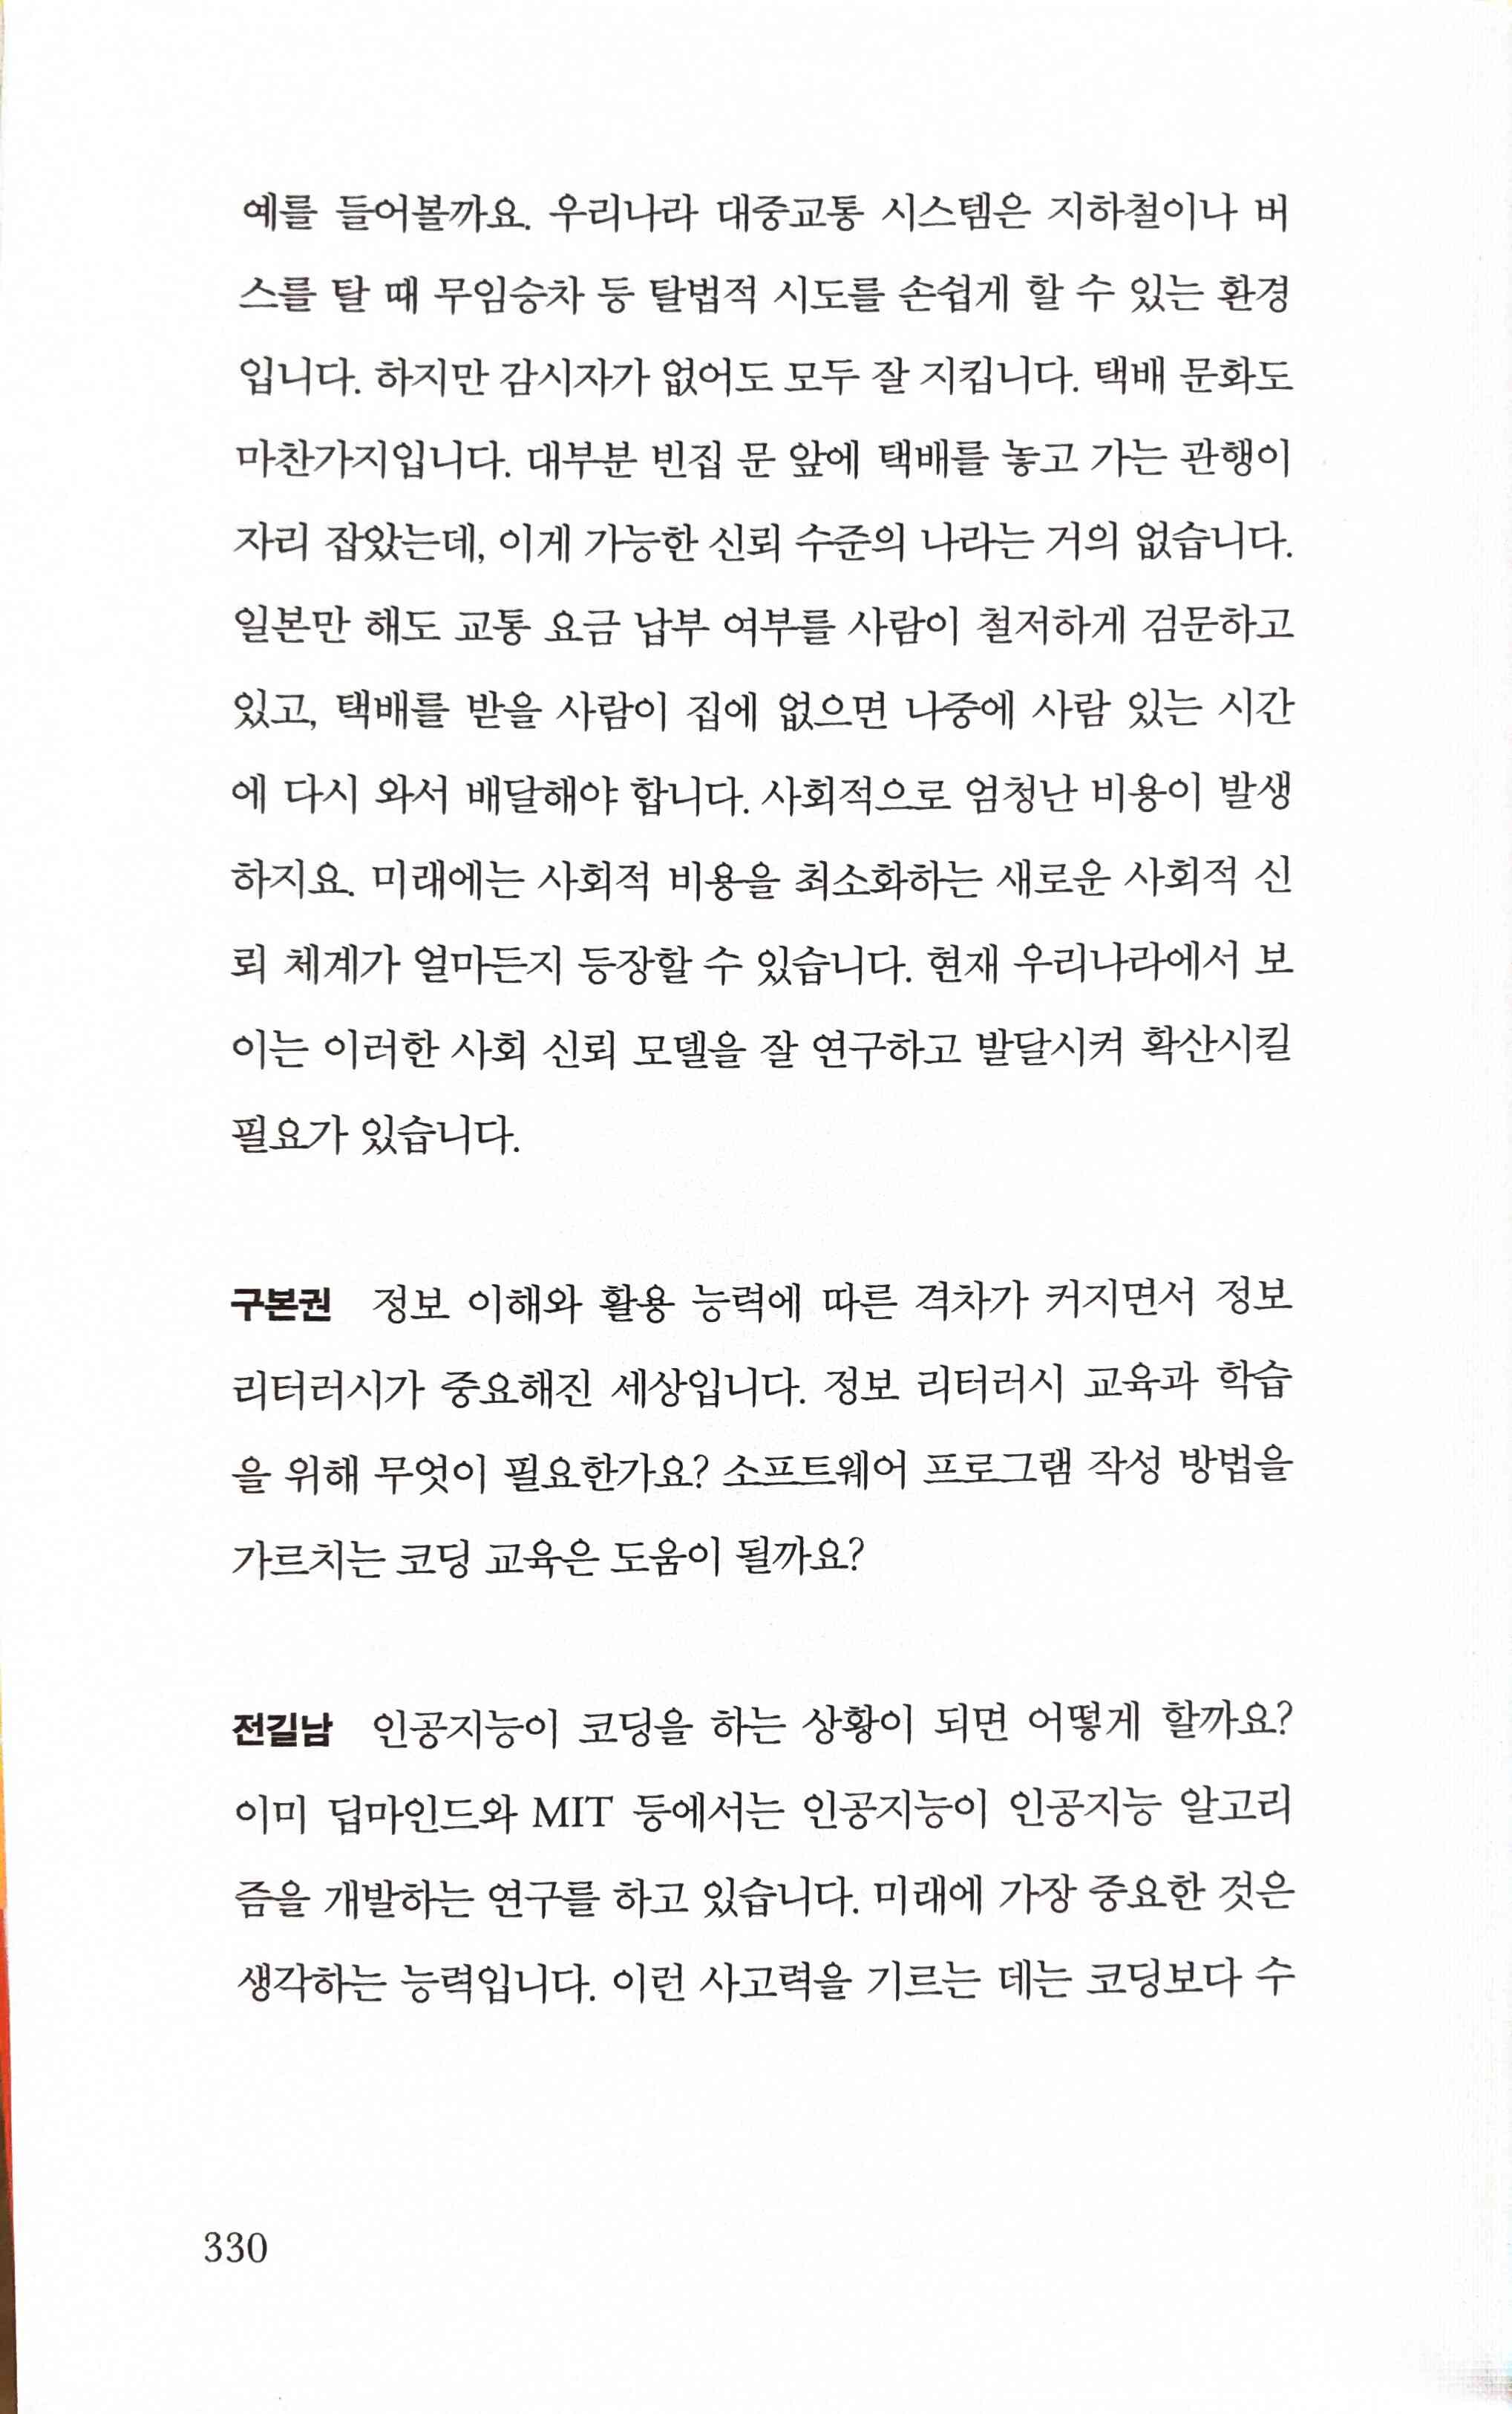 예를 들어볼까요. 우리나라 대중교통 시스템은 지하철이나 버
스를 탈 때 무임승차 등 탈법적 시도를 손쉽게 할 수 있는 환경
입니다. 하지만 감시자가 없어도 모두 잘 지킵니다. 택배 문화도
마찬가지입니다. 대부분 빈집 문 앞에 택배를 놓고 가는 관행이
자리 잡았는데, 이게 가능한 신뢰 수준의 나라는 거의 없습니다.
일본만 해도 교통 요금 납부 여부를 사람이 철저하게 검문하고
있고, 택배를 받을 사람이 집에 없으면 나중에 사람 있는 시간
에 다시 와서 배달해야 합니다. 사회적으로 엄청난 비용이 발생
하지요. 미래에는 사회적 비용을 최소화하는 새로운 사회적 신
뢰 체계가 얼마든지 등장할 수 있습니다. 현재 우리나라에서 보
이는 이러한 사회 신뢰 모델을 잘 연구하고 발달시켜 확산시킬
필요가 있습니다.
구본권 정보 이해와 활용 능력에 따른 격차가 커지면서 정보
리터러시가 중요해진 세상입니다. 정보 리터러시 교육과 학습
을 위해 무엇이 필요한가요? 소프트웨어 프로그램 작성 방법을
가르치는 코딩 교육은 도움이 될까요?
전길남 인공지능이 코딩을 하는 상황이 되면 어떻게 할까요?
이미 딥마인드와 MIT 등에서는 인공지능이 인공지능 알고리
즘을 개발하는 연구를 하고 있습니다. 미래에 가장 중요한 것은
생각하는 능력입니다. 이런 사고력을 기르는 데는 코딩보다 수
330